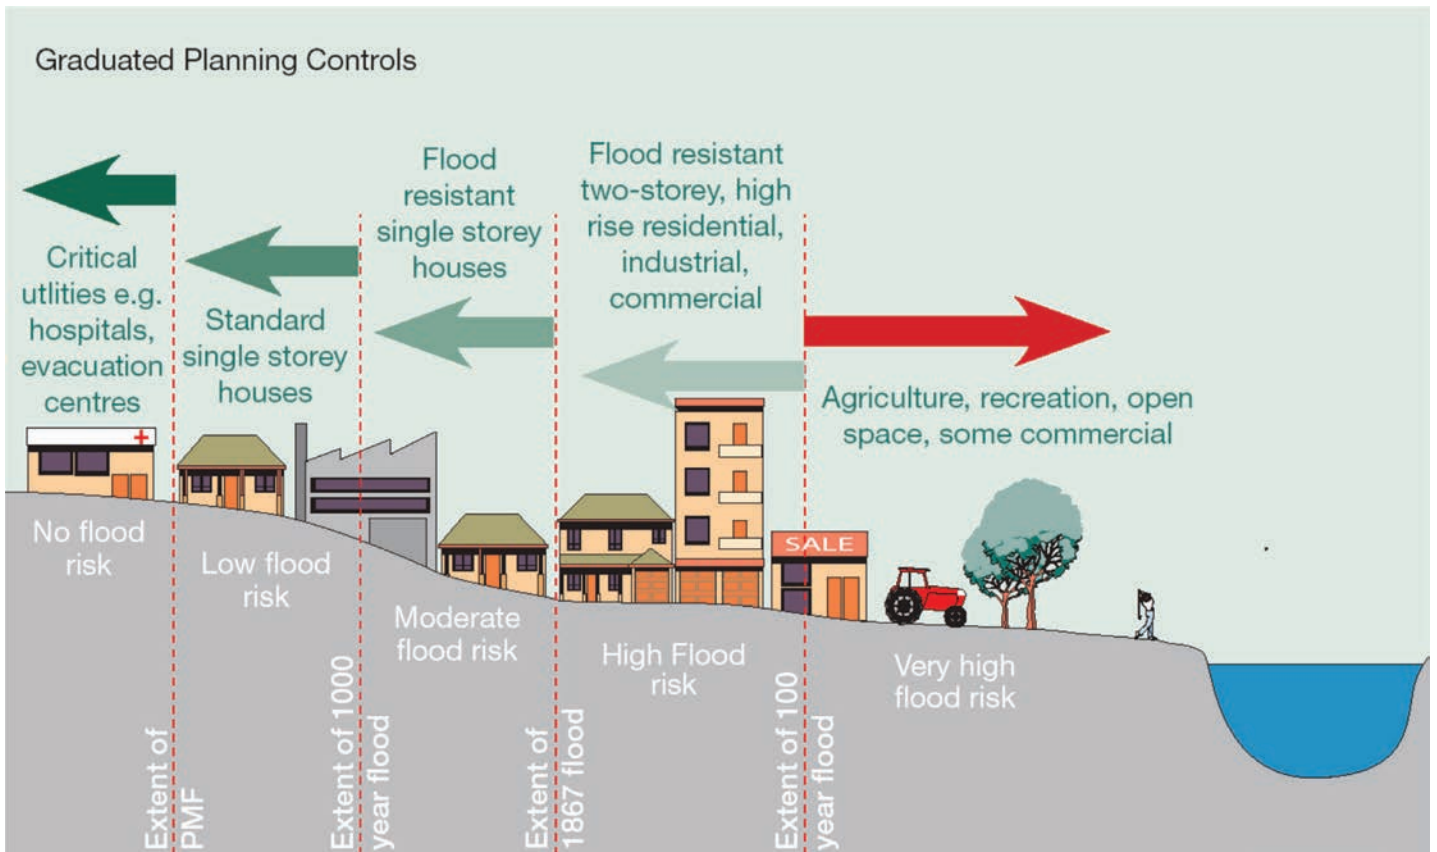 Graduated Planning Controls
Critical
utlities e.g.
hospitals,
evacuation
centres
Standard
single storey
houses
Flood
resistant
single storey
houses
Flood resistant
two-storey, high
rise residential,
industrial,
commercial
Agriculture, recreation, open
space, some commercial
SALE
No flood
risk
Low flood
risk
Moderate
flood risk
High Flood
risk
Very high
flood risk
Extent of
PMF
Extent of 1000
year flood
Extent of
1867 flood
Extent of 100
year flood